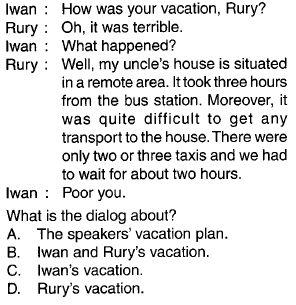 Iwan : How was your vacation, Rury?
Rury : Oh, it was terrible.
Iwan : What happened?
Rury : Well, my uncle's house is situated
in a remote area. It took three hours
from the bus station. Moreover, it
was quite difficult to get any
transport to the house. There were
only two or three taxis and we had
to wait for about two hours.
Iwan : Poor you.
What is the dialog about?
A. The speakers' vacation plan.
B. Iwan and Rury's vacation.
C. Iwan's vacation.
D. Rury's vacation.